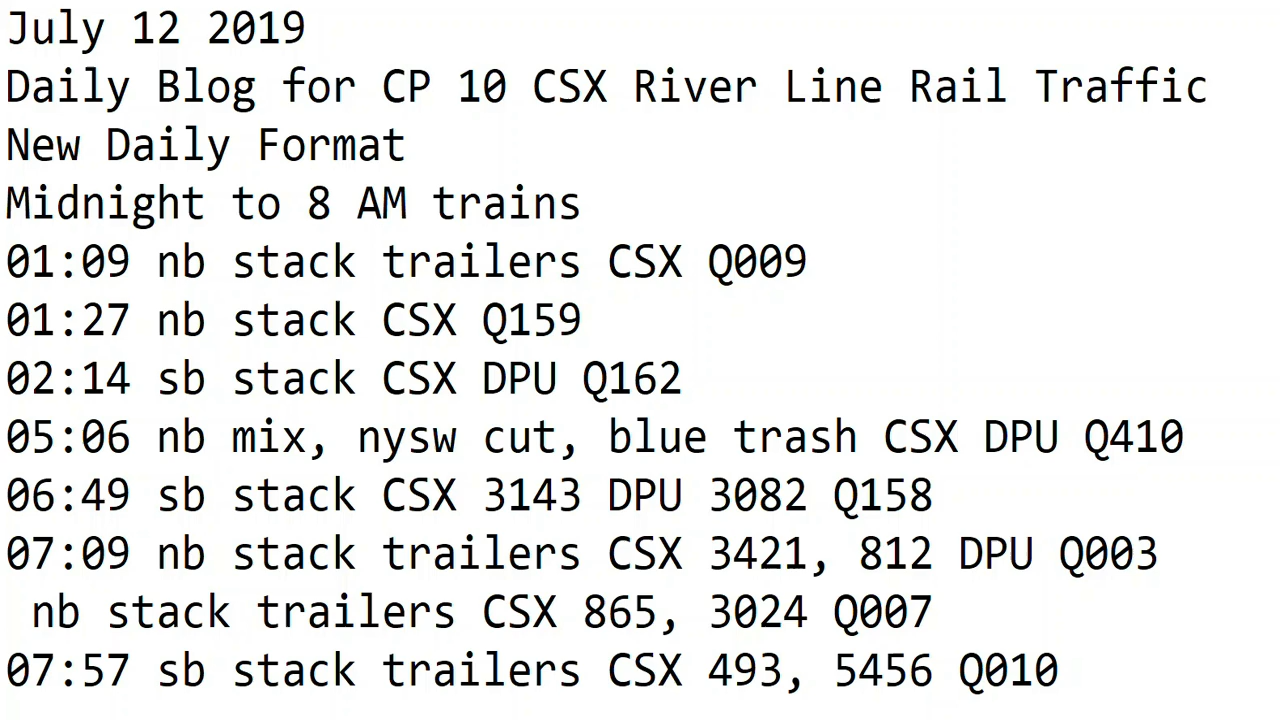 July 12 2019
Daily Blog for CP 10 CSX River Line Rail Traffic
New Daily Format
Midnight to 8 AM trains
01:09 nb stack trailers CSX Q009
01:27 nb stack CSX Q159
02:14 sb stack CSX DPU Q162
05:06 nb mix, nysw cut, blue trash CSX DPU Q410
06:49 sb stack CSX 3143 DPU 3082 Q158
07:09 nb stack trailers CSX 3421, 812 DPU Q003
nb stack trailers CSX 865, 3024 Q007
07:57 sb stack trailers CSX 493, 5456 Q010